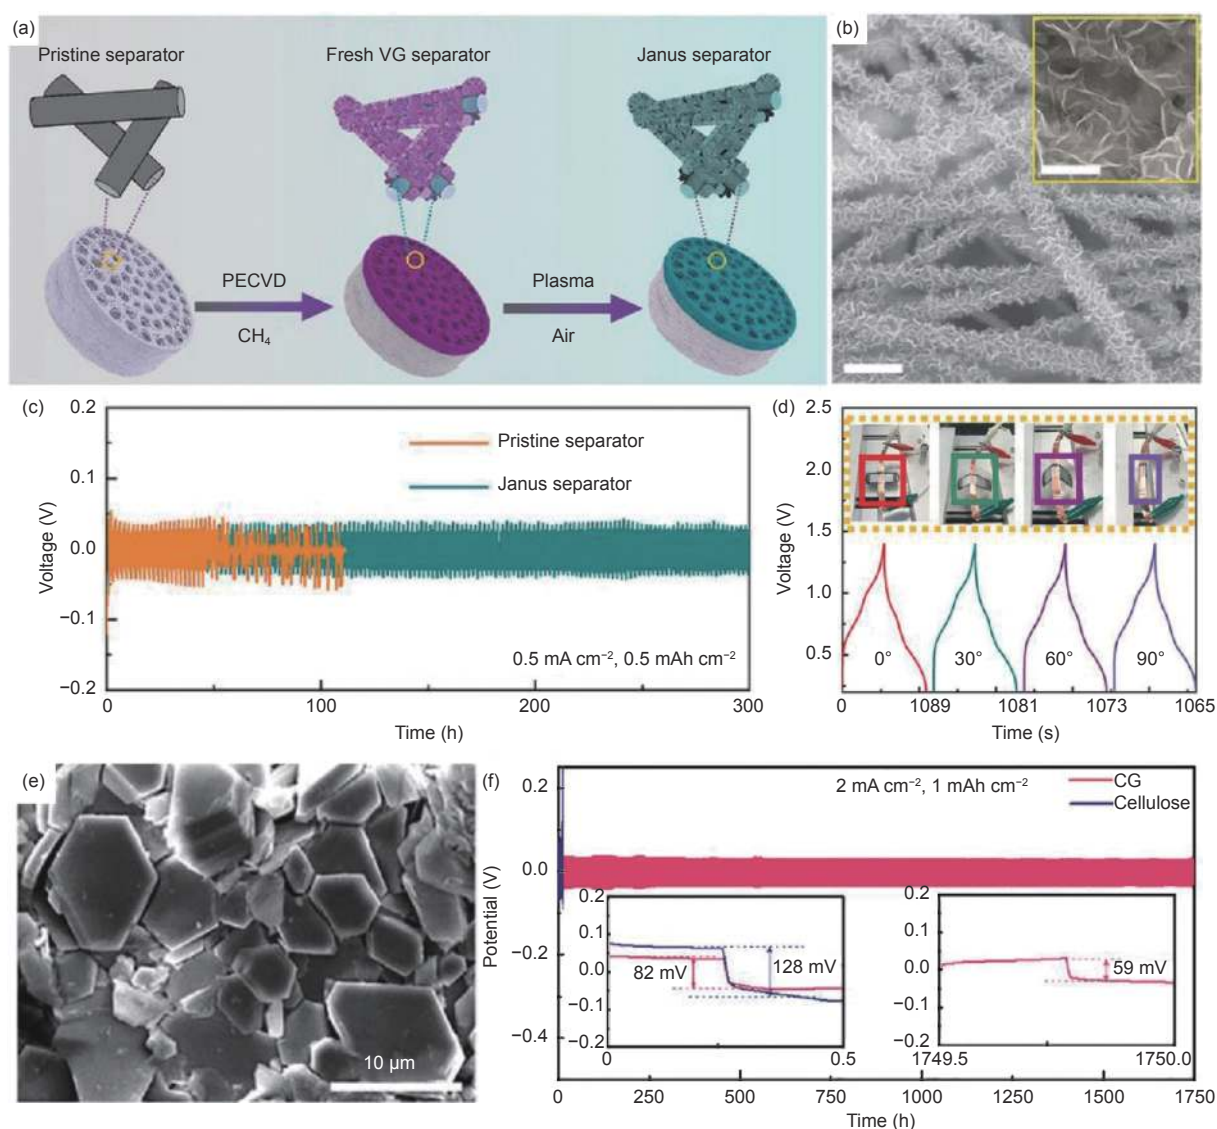 (a)
Pristine separator
Fresh VG separator
Janus separator
PECVD
CH₄
Plasma
Air
(b)
(c)
0.2
0.1
0.0
−0.1
−0.2
Voltage (V)
Pristine separator
Janus separator
0.5 mA cm⁻², 0.5 mAh cm⁻²
0
100
200
300
Time (h)
(d)
2.5
2.0
1.5
1.0
0.5
Voltage (V)
0°
30°
60°
90°
0
1089
1081
1073
1065
Time (s)
(e)
10 μm
(f)
0.2
0.0
−0.2
−0.4
Potential (V)
2 mA cm⁻², 1 mAh cm⁻²
CG
Cellulose
0.2
0.1
0.0
−0.1
−0.2
82 mV
128 mV
0
0.5
0.2
0.1
0.0
−0.1
−0.2
59 mV
1749.5
1750.0
0
250
500
750
1000
1250
1500
1750
Time (h)